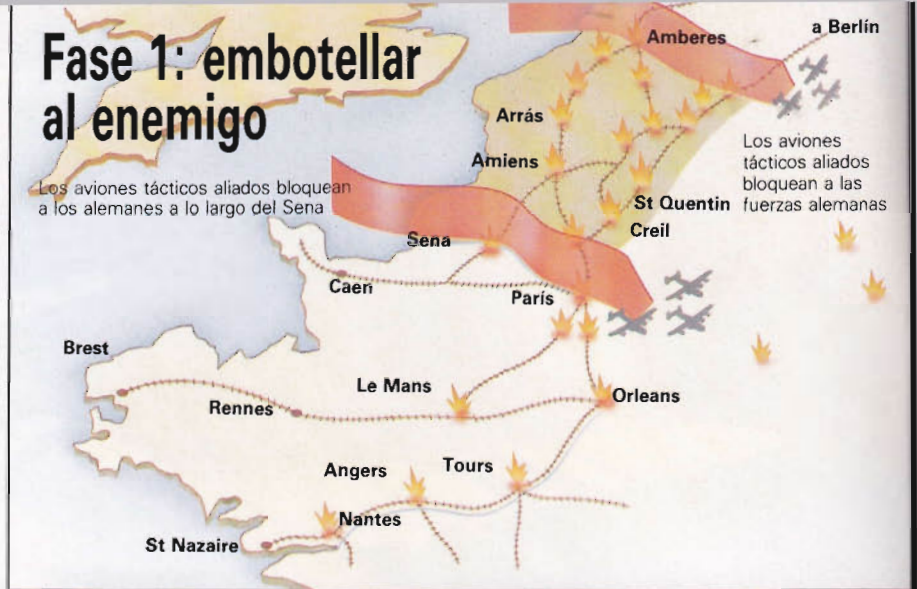 Fase 1: embotellar
al enemigo
Los aviones tácticos aliados bloquean
a los alemanes a lo largo del Sena
Amberes
a Berlín
Arrás
Amiens
Los aviones
tácticos aliados
bloquean a las
fuerzas alemanas
St Quentin
Creil
Sena
Caen
París
Brest
Le Mans
Rennes
Orleans
Angers
Tours
Nantes
St Nazaire